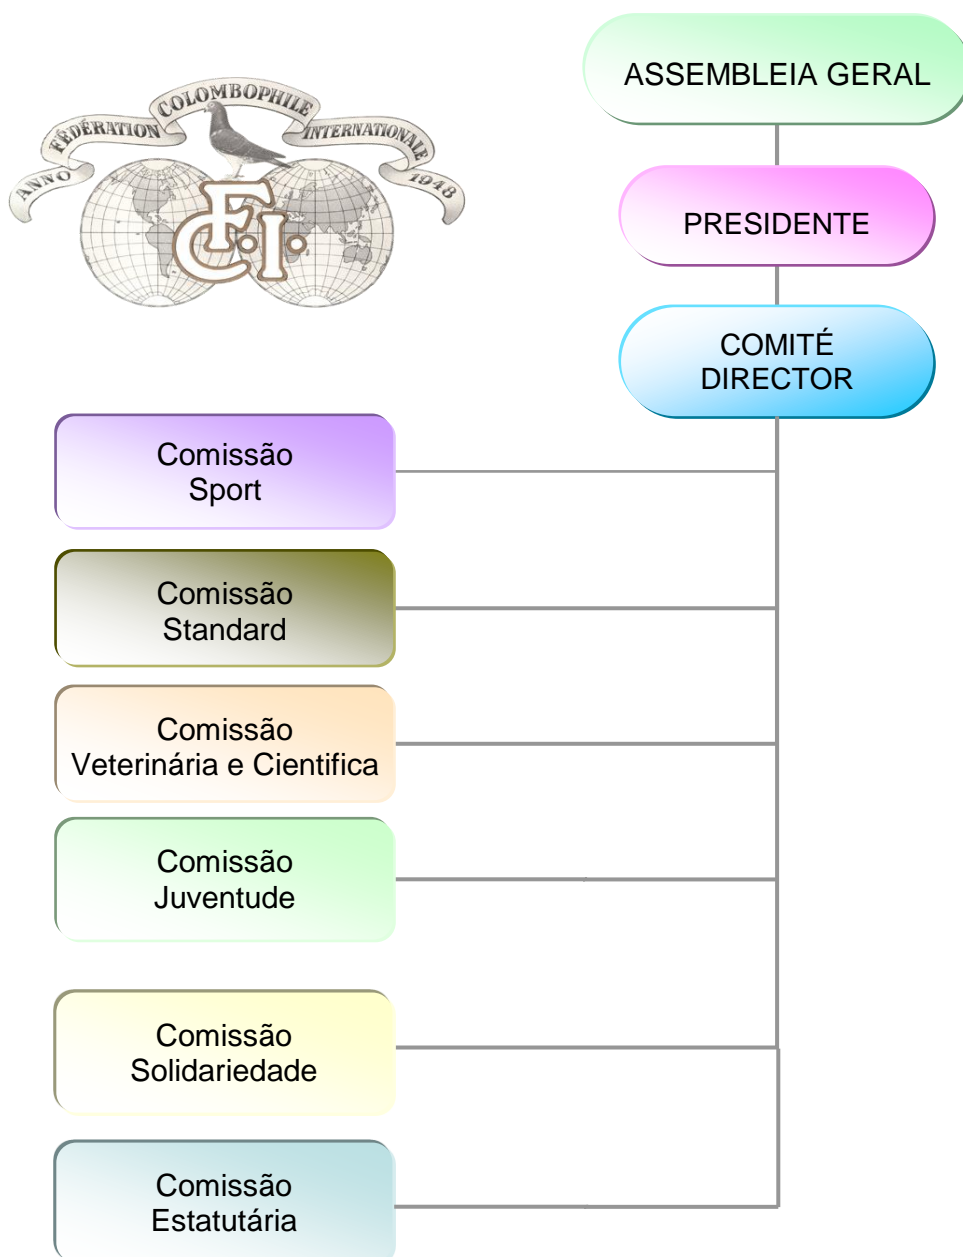 ANNO FÉDÉRATION COLOMBOPHILE INTERNATIONALE 1948
F.C.I.
ASSEMBLEIA GERAL
PRESIDENTE
COMITÉ
DIRECTOR
Comissão
Sport
Comissão
Standard
Comissão
Veterinária e Cientifica
Comissão
Juventude
Comissão
Solidariedade
Comissão
Estatutária